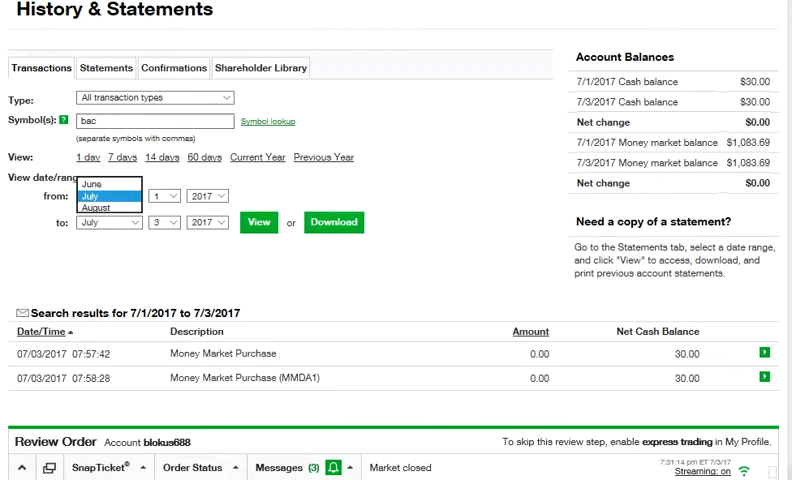 History & Statements
Transactions Statements Confirmations Shareholder Library
Type: All transaction types
Symbol(s): ? bac Symbol lookup
(separate symbols with commas)
View: 1 day 7 days 14 days 60 days Current Year Previous Year
View date/rang
June
from: July 1 2017
August
to: July 3 2017 View or Download
Account Balances
7/1/2017 Cash balance $30.00
7/3/2017 Cash balance $30.00
Net change $0.00
7/1/2017 Money market balance $1,083.69
7/3/2017 Money market balance $1,083.69
Net change $0.00
Need a copy of a statement?
Go to the Statements tab, select a date range,
and click "View" to access, download, and
print previous account statements.
Search results for 7/1/2017 to 7/3/2017
Date/Time Description Amount Net Cash Balance
07/03/2017 07:57:42 Money Market Purchase 0.00 30.00
07/03/2017 07:58:28 Money Market Purchase (MMDA1) 0.00 30.00
Review Order Account blokus688 To skip this review step, enable express trading in My Profile.
SnapTicket® Order Status Messages (3) Market closed 7:31:14 pm ET 7/3/17
Streaming: on